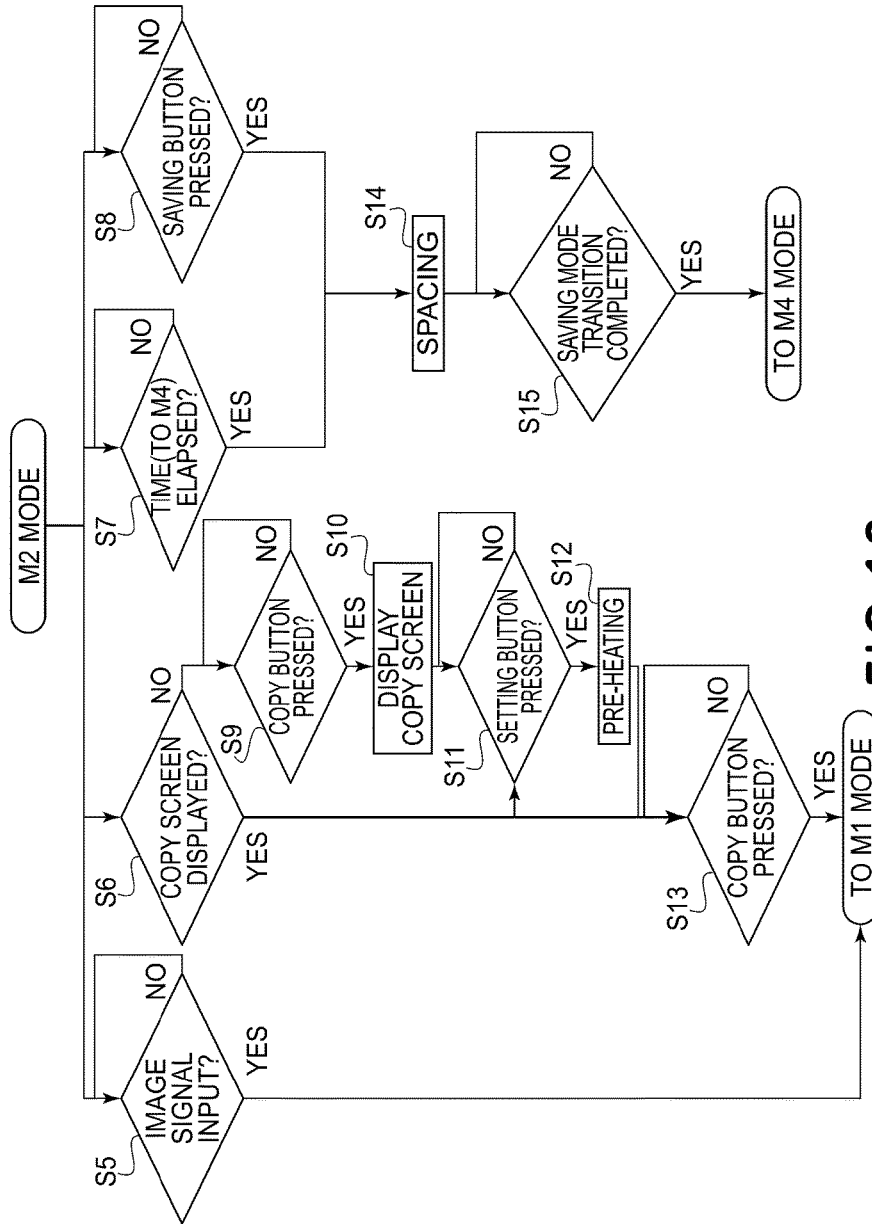 M2 MODE
S5
IMAGE
SIGNAL
INPUT?
NO
YES
S6
COPY SCREEN
DISPLAYED?
NO
YES
S7
TIME(TO M4)
ELAPSED?
NO
YES
S8
SAVING BUTTON
PRESSED?
NO
YES
S9
COPY BUTTON
PRESSED?
NO
YES
S10
DISPLAY
COPY SCREEN
S11
SETTING BUTTON
PRESSED?
NO
YES
S12
PRE-HEATING
S13
COPY BUTTON
PRESSED?
NO
YES
TO M1 MODE
S14
SPACING
S15
SAVING MODE
TRANSITION
COMPLETED?
NO
YES
TO M4 MODE